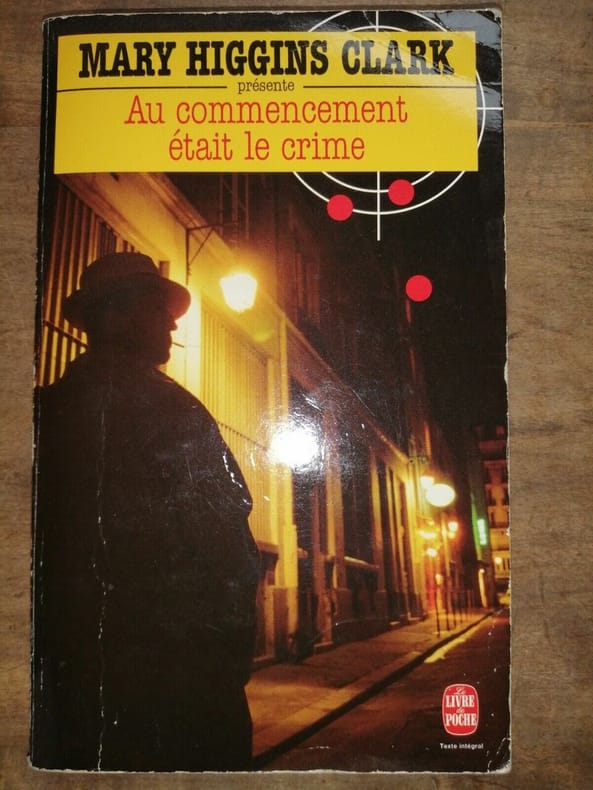 MARY HIGGINS CLARK
présente
Au commencement
était le crime
Le
LIVRE
de
POCHE
Texte intégral